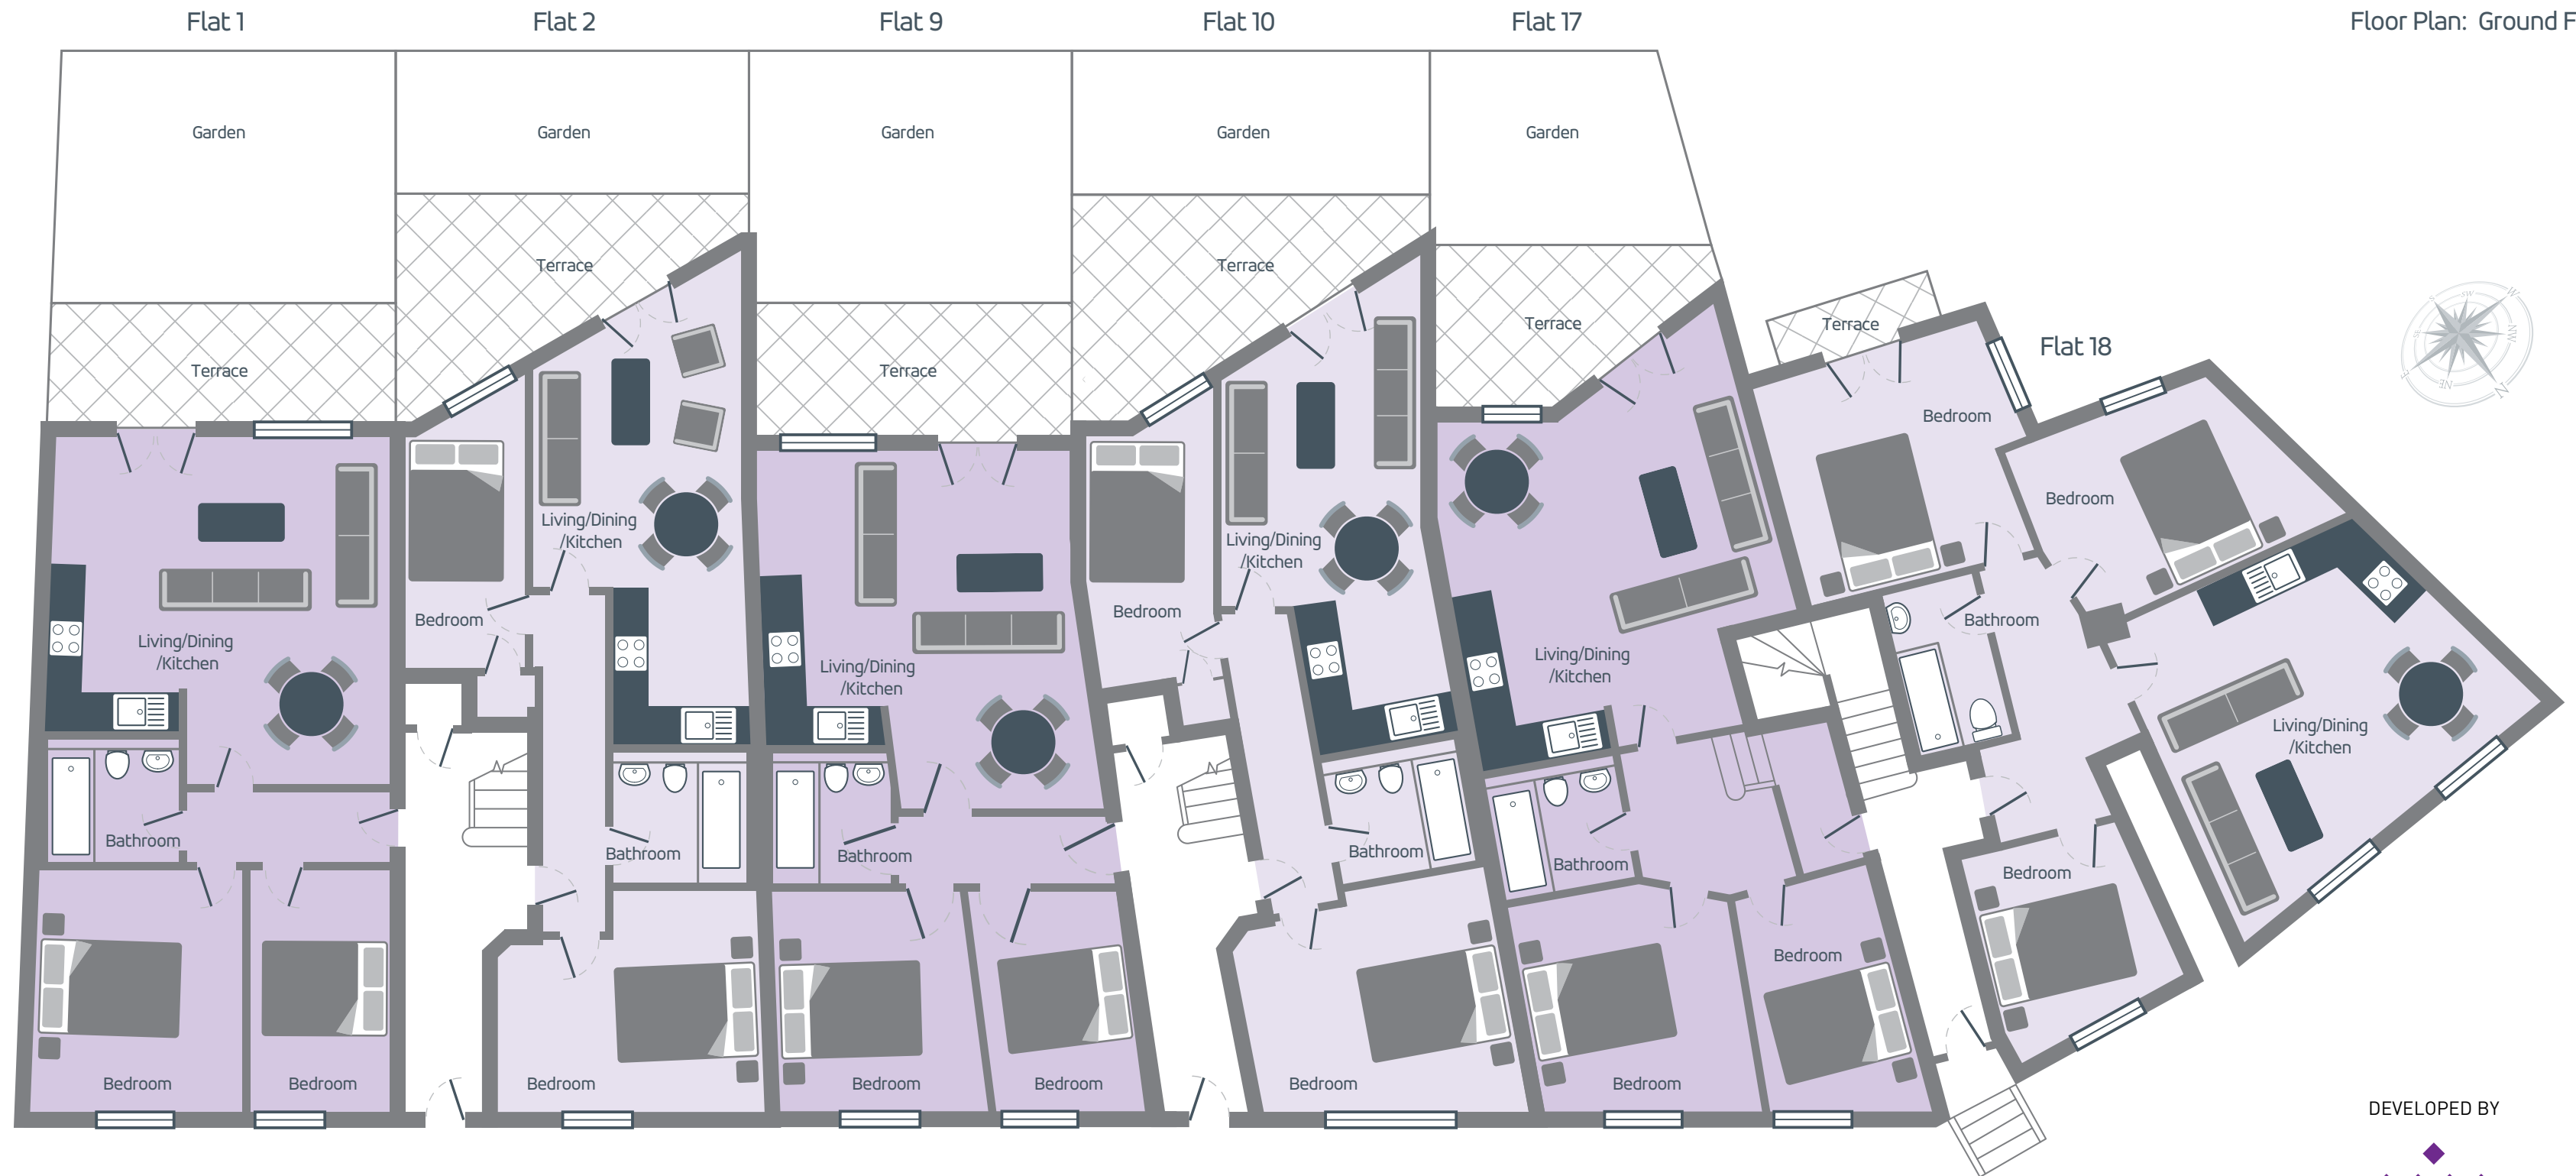 Flat 1
Flat 2
Flat 9
Flat 10
Flat 17
Floor Plan: Ground F
Garden
Garden
Garden
Garden
Garden
Terrace
Terrace
Terrace
Terrace
Terrace
Terrace
Flat 18
S
SW
W
NW
N
NE
E
S
Living/Dining
/Kitchen
Bathroom
Bedroom
Bedroom
Bedroom
Living/Dining
/Kitchen
Bathroom
Bedroom
Living/Dining
/Kitchen
Bathroom
Bedroom
Bedroom
Bedroom
Living/Dining
/Kitchen
Bathroom
Bedroom
Living/Dining
/Kitchen
Bathroom
Bedroom
Bedroom
Bedroom
Bedroom
Bathroom
Living/Dining
/Kitchen
Bedroom
DEVELOPED BY